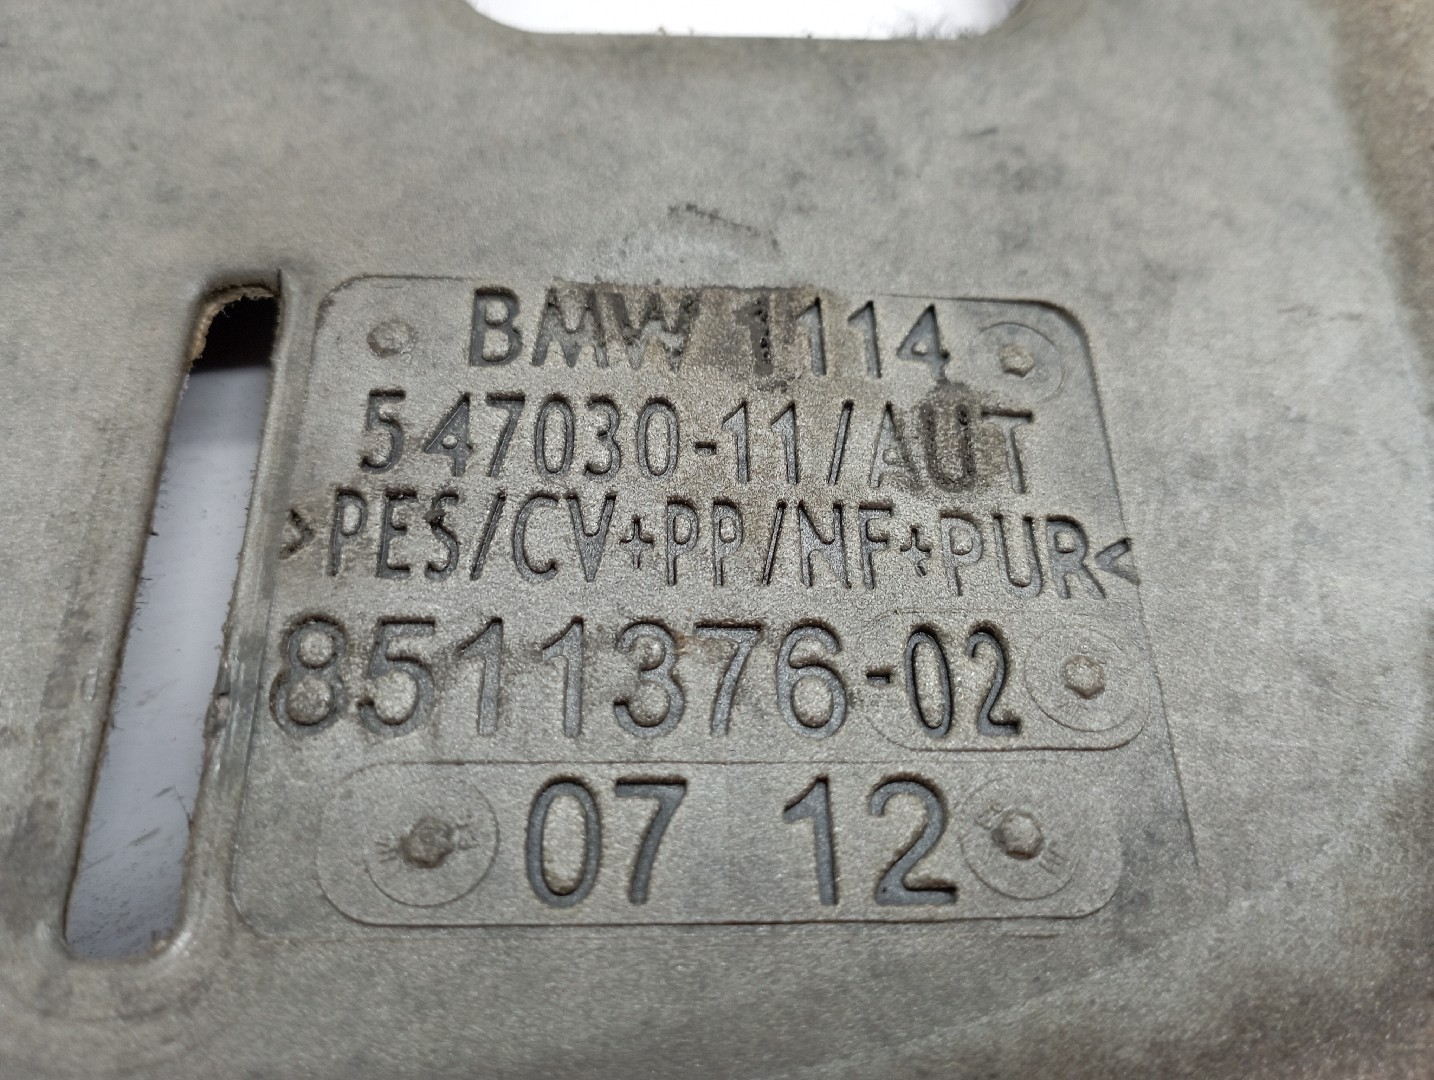 BMW 1114
547030-11/AUT
>PES/CV+PP/NF+PUR<
8511376-02
07 12